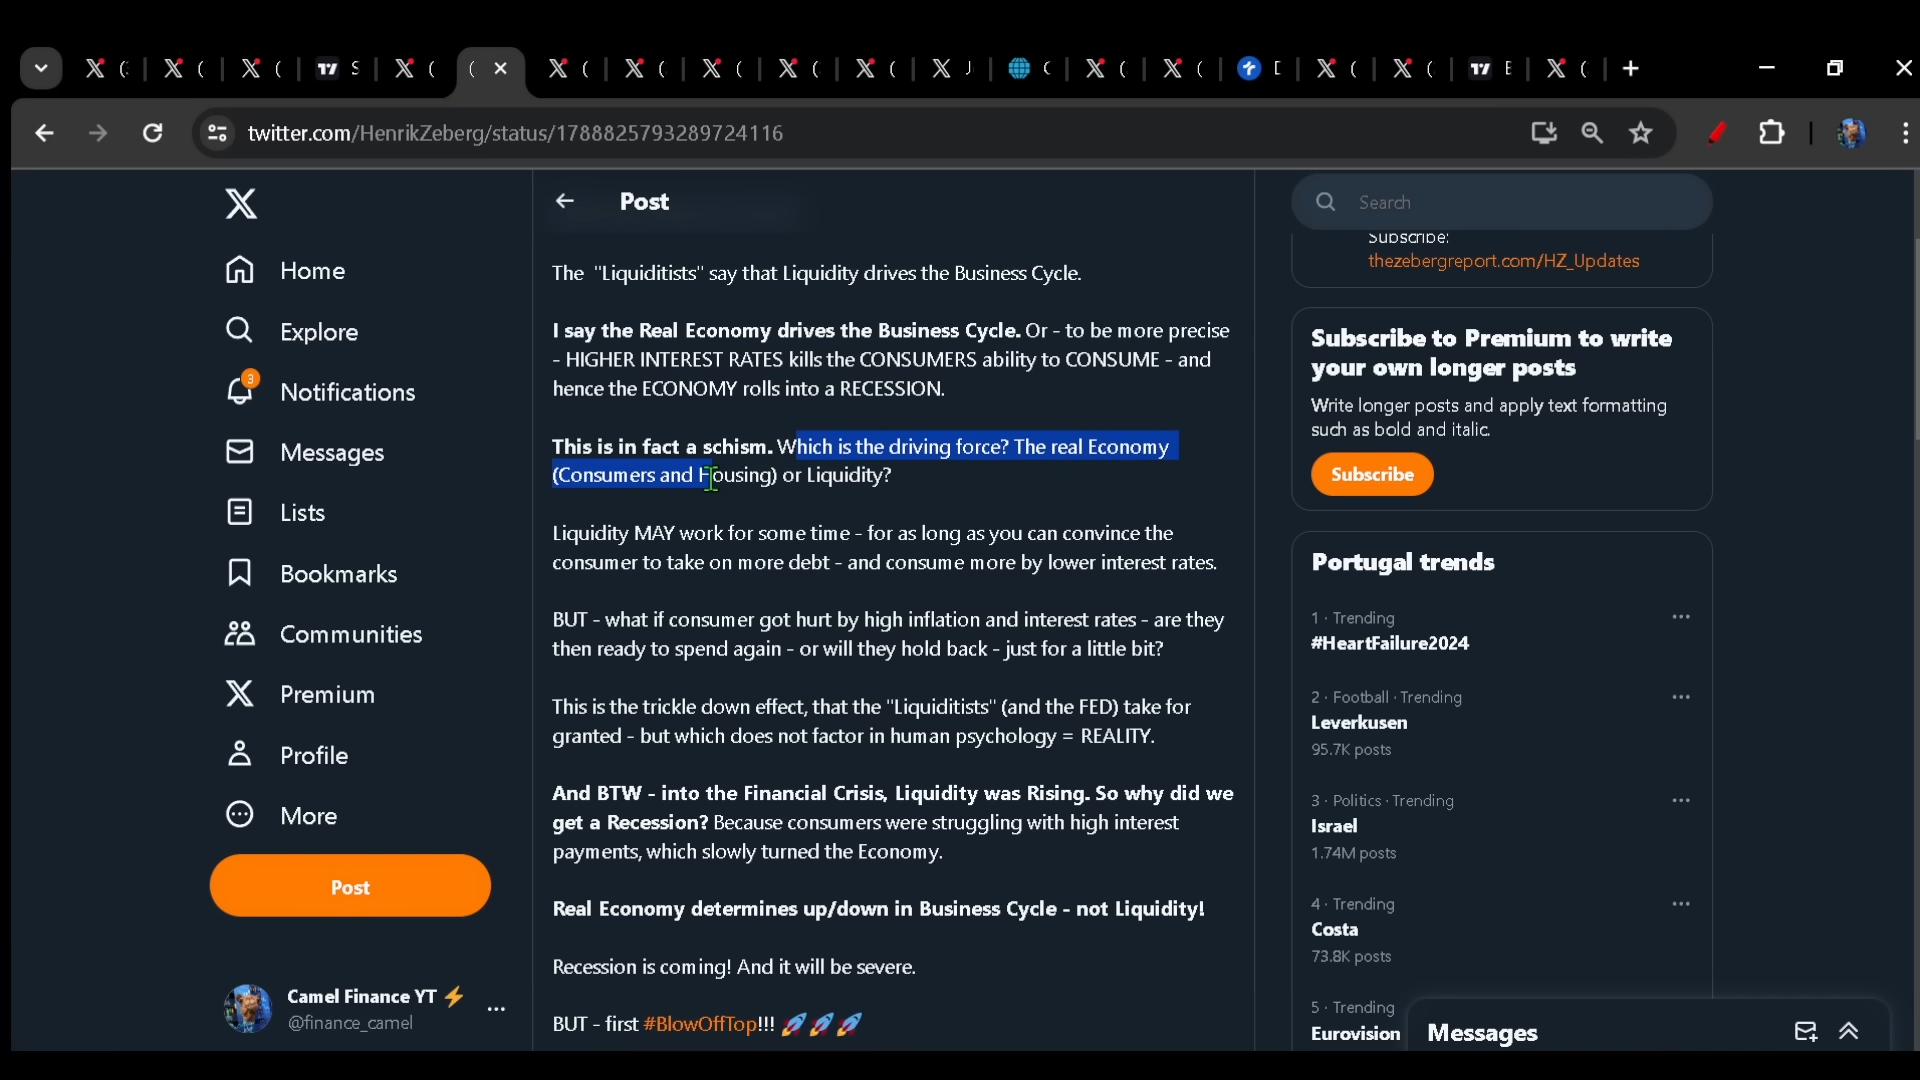 twitter.com/HenrikZeberg/status/1788825793289724116
Home
Explore
3
Notifications
Messages
Lists
Bookmarks
Communities
Premium
Profile
More
Post
Camel Finance YT
@finance_camel
Post
The "Liquiditists" say that Liquidity drives the Business Cycle.
I say the Real Economy drives the Business Cycle. Or - to be more precise
- HIGHER INTEREST RATES kills the CONSUMERS ability to CONSUME - and
hence the ECONOMY rolls into a RECESSION.
This is in fact a schism. Which is the driving force? The real Economy
(Consumers and Housing) or Liquidity?
Liquidity MAY work for some time - for as long as you can convince the
consumer to take on more debt - and consume more by lower interest rates.
BUT - what if consumer got hurt by high inflation and interest rates - are they
then ready to spend again - or will they hold back - just for a little bit?
This is the trickle down effect, that the "Liquiditists" (and the FED) take for
granted - but which does not factor in human psychology = REALITY.
And BTW - into the Financial Crisis, Liquidity was Rising. So why did we
get a Recession? Because consumers were struggling with high interest
payments, which slowly turned the Economy.
Real Economy determines up/down in Business Cycle - not Liquidity!
Recession is coming! And it will be severe.
BUT - first #BlowOffTop!!! 🚀🚀🚀
Search
Subscribe:
thezebergreport.com/HZ_Updates
Subscribe to Premium to write
your own longer posts
Write longer posts and apply text formatting
such as bold and italic.
Subscribe
Portugal trends
1 · Trending
#HeartFailure2024
2 · Football · Trending
Leverkusen
95.7K posts
3 · Politics · Trending
Israel
1.74M posts
4 · Trending
Costa
73.8K posts
5 · Trending
Eurovision
Messages